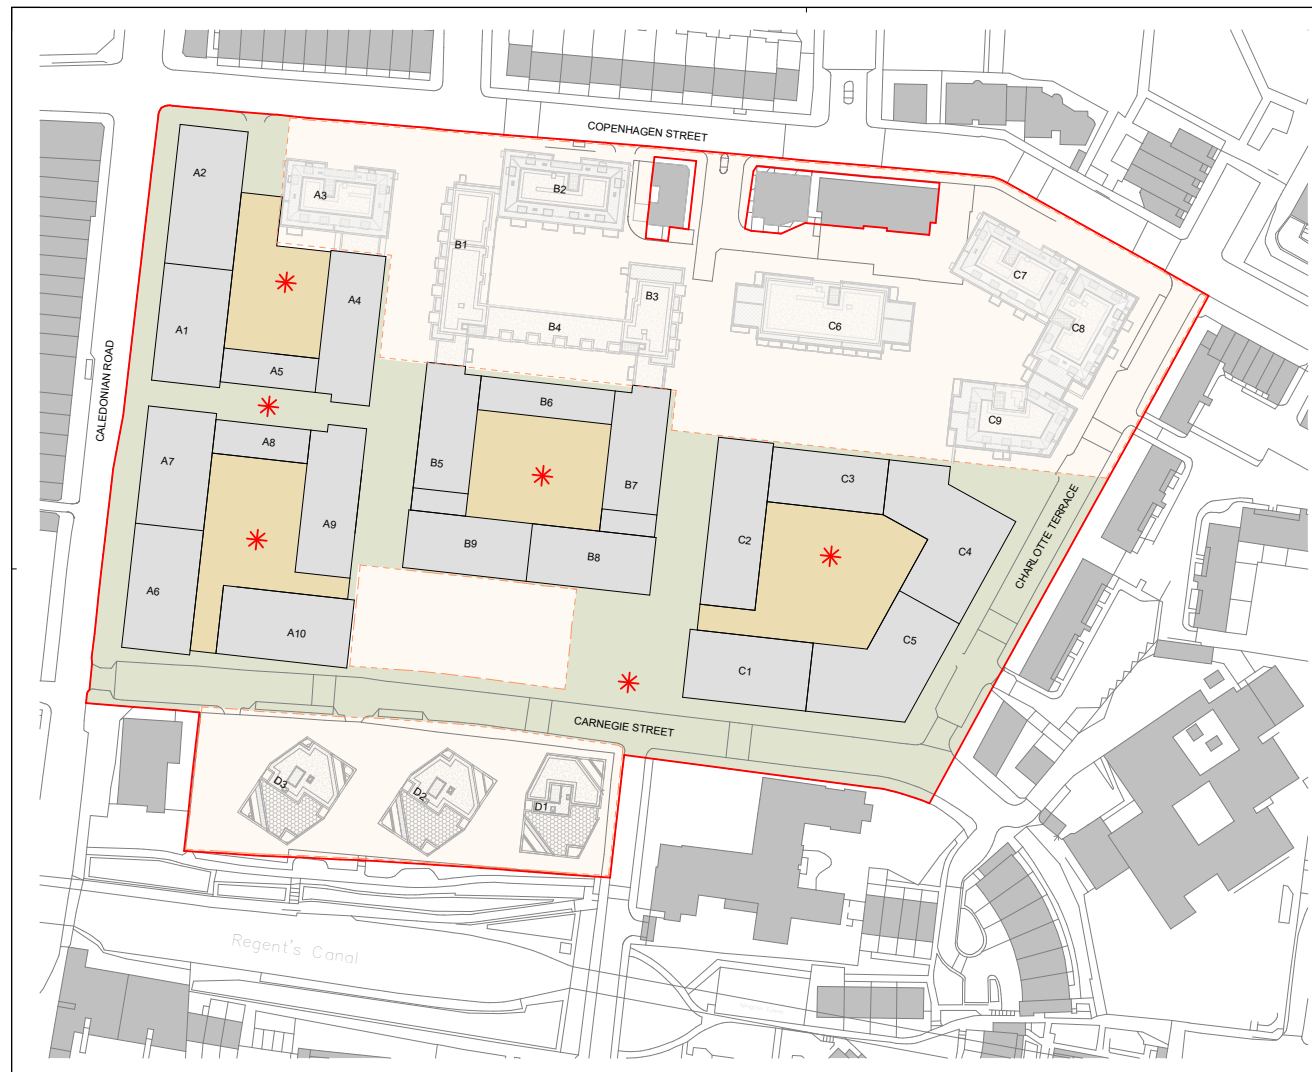 COPENHAGEN STREET
A2
A3
B2
B1
A4
B3
B4
C7
C6
C8
A1
A5
CALEDONIAN ROAD
B6
C9
A8
A7
B5
B7
C3
A9
C2
C4
CHARLOTTE TERRACE
B9
B8
A6
A10
C5
C1
CARNEGIE STREET
D3
D2
D1
Regent's Canal